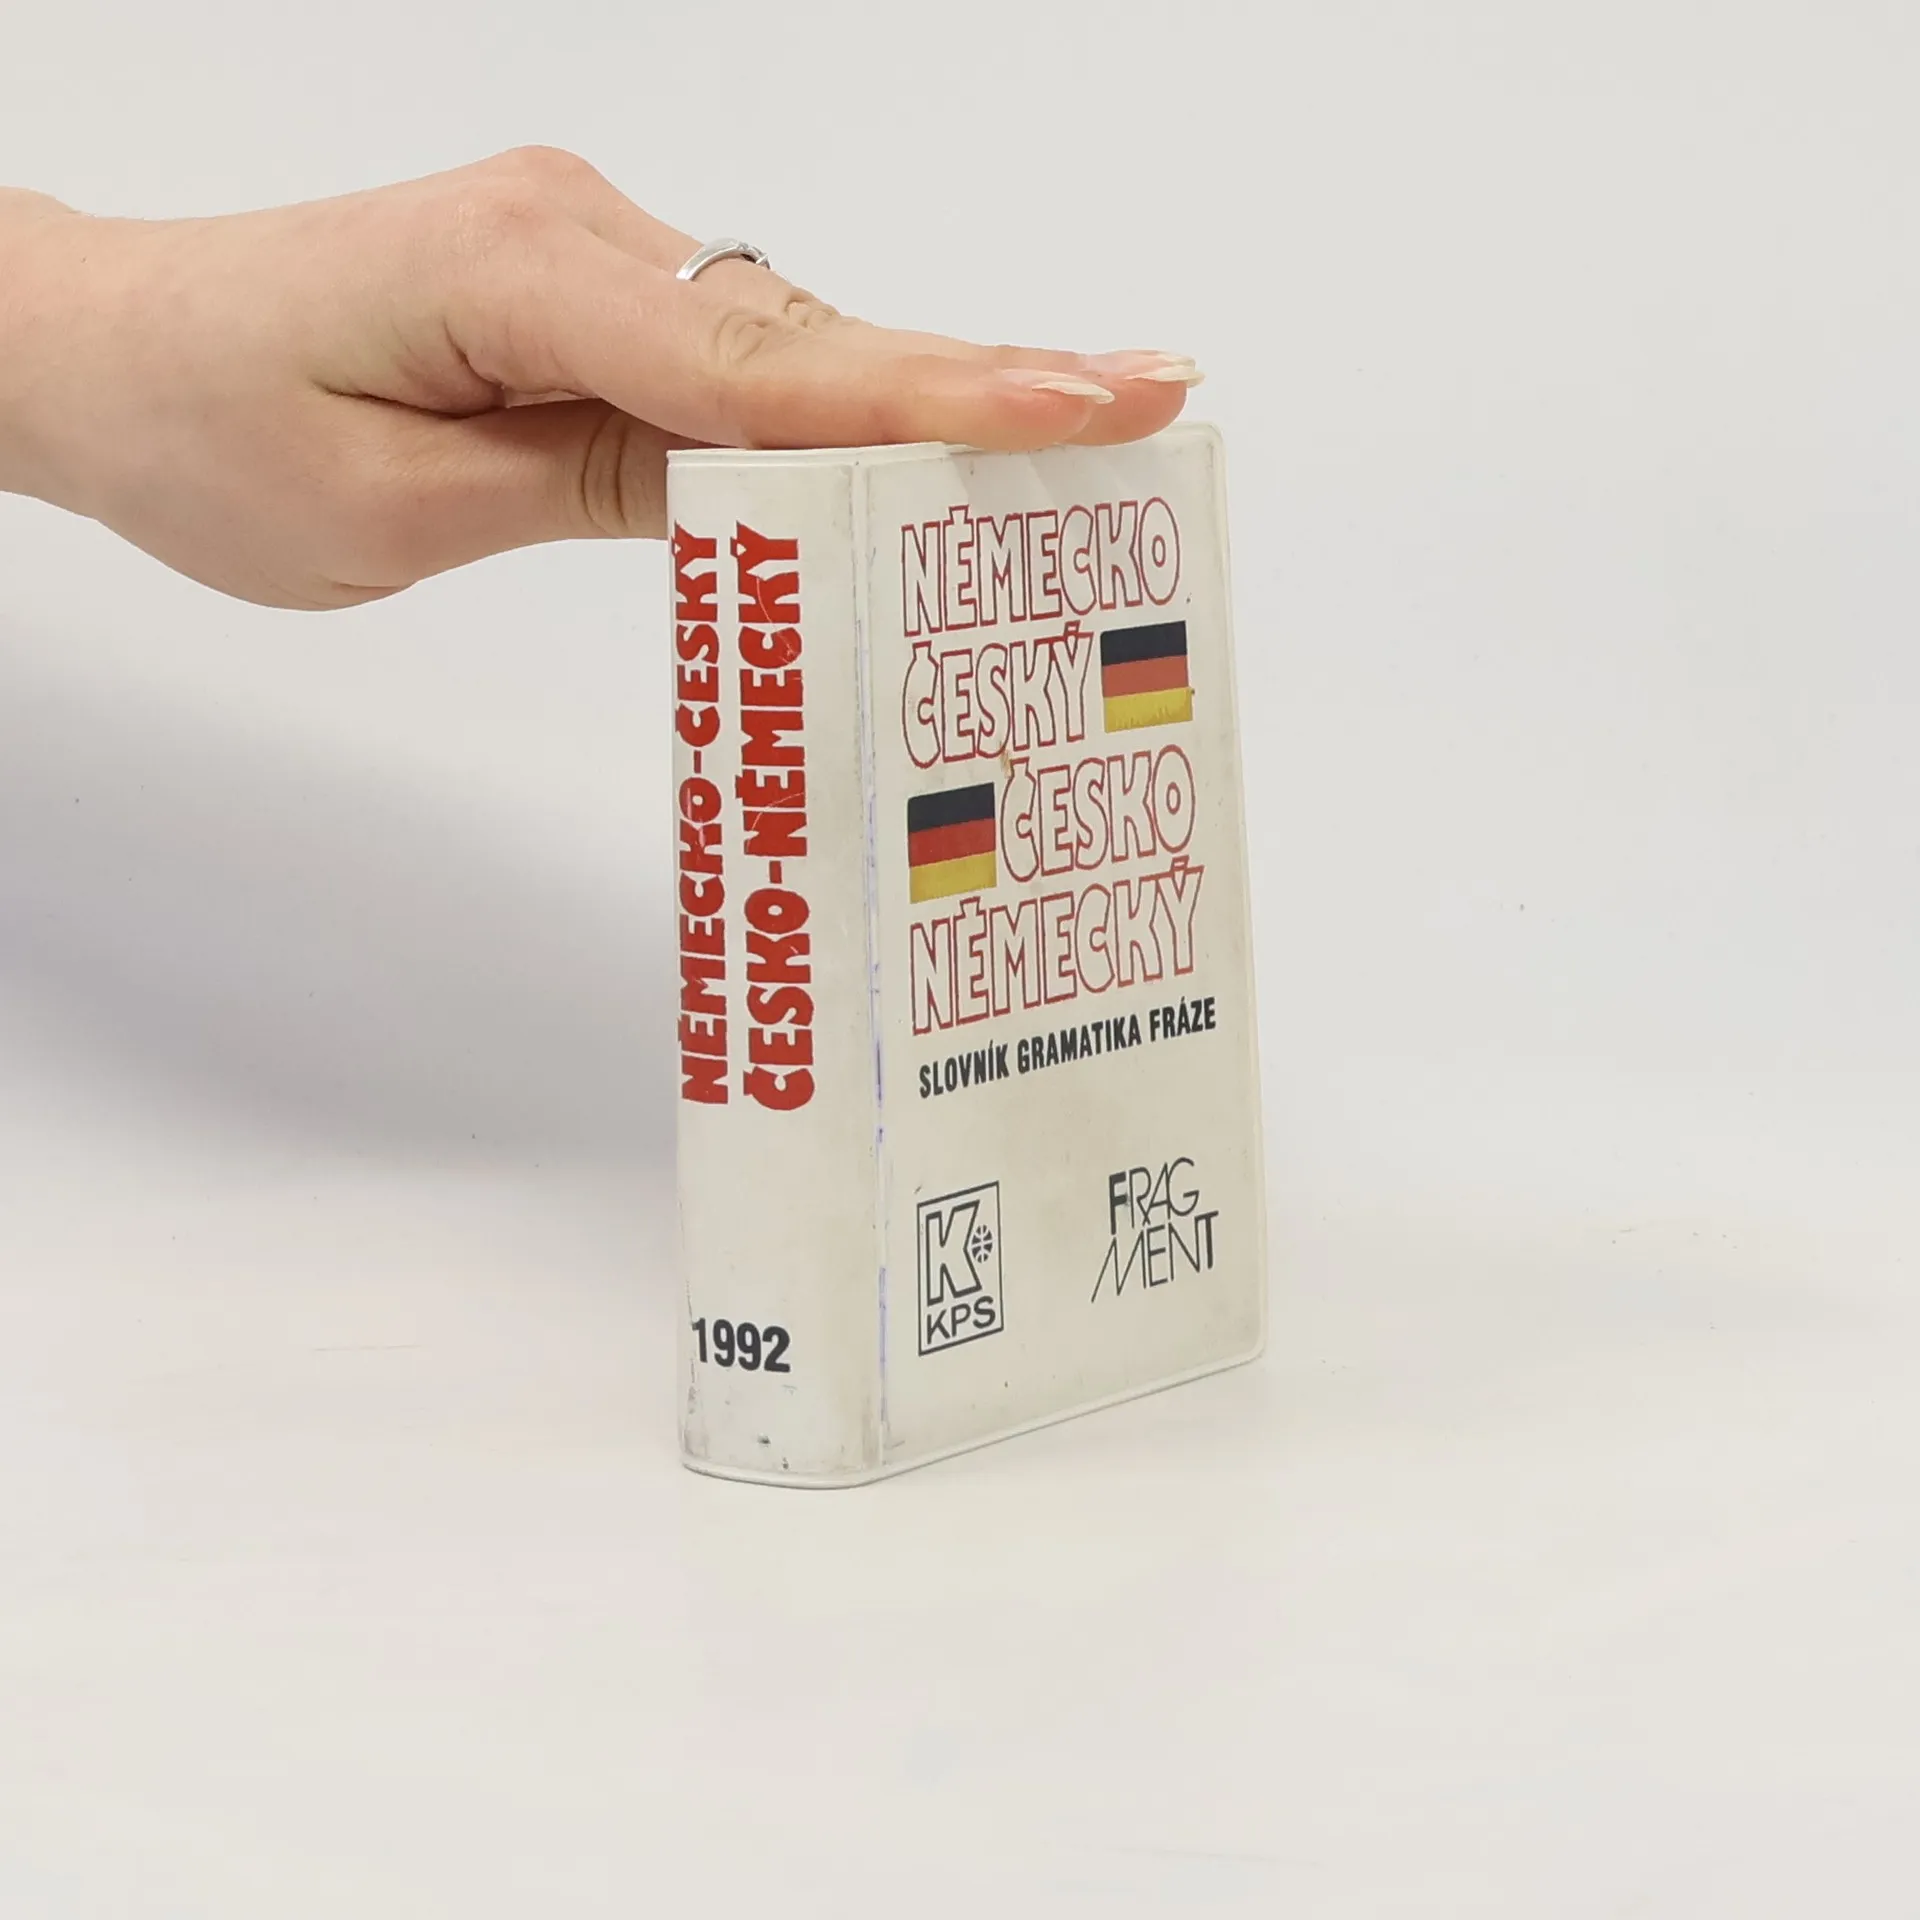 NĚMECKO-ČESKÝ
ČESKO-NĚMECKÝ
1992
NĚMECKO
ČESKÝ
ČESKO
NĚMECKÝ
SLOVNÍK GRAMATIKA FRÁZE
K
KPS
FRAG
MENT